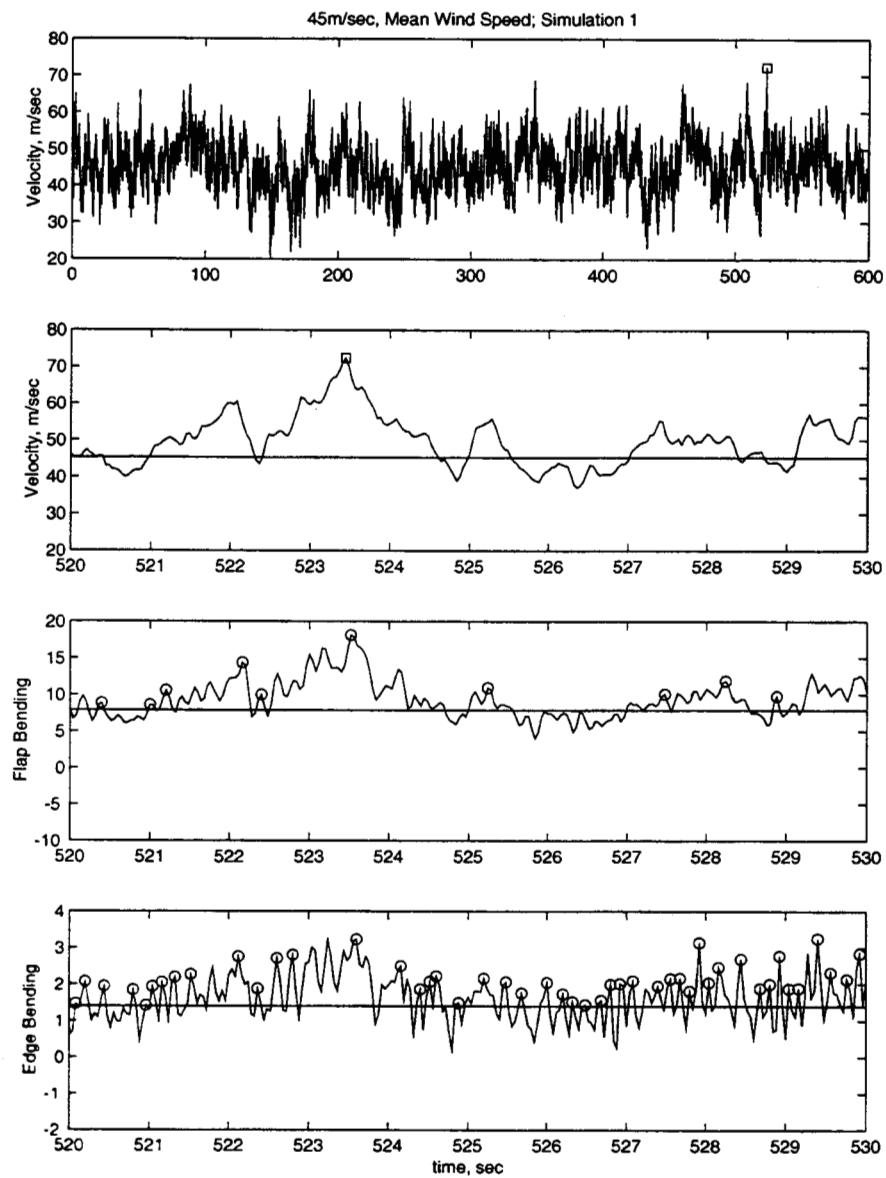 45m/sec, Mean Wind Speed; Simulation 1
80
70
60
50
40
30
20
Velocity, m/sec
0 100 200 300 400 500 600
80
70
60
50
40
30
20
Velocity, m/sec
520 521 522 523 524 525 526 527 528 529 530
20
15
10
5
0
-5
-10
Flap Bending
520 521 522 523 524 525 526 527 528 529 530
4
3
2
1
0
-1
-2
Edge Bending
520 521 522 523 524 525 526 527 528 529 530
time, sec